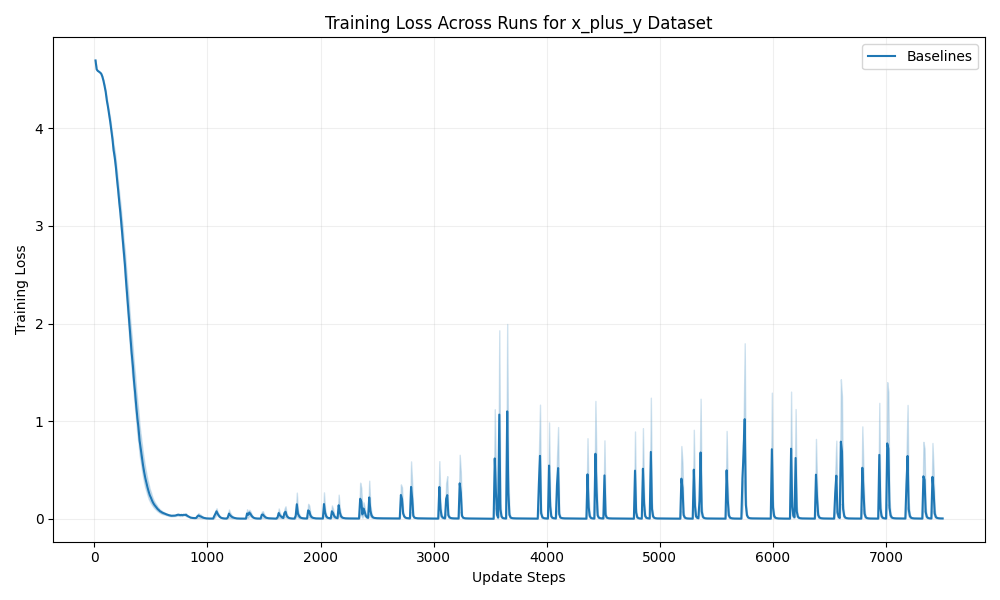 Training Loss Across Runs for x_plus_y Dataset
Baselines
Training Loss
4
3
2
1
0
0 1000 2000 3000 4000 5000 6000 7000
Update Steps